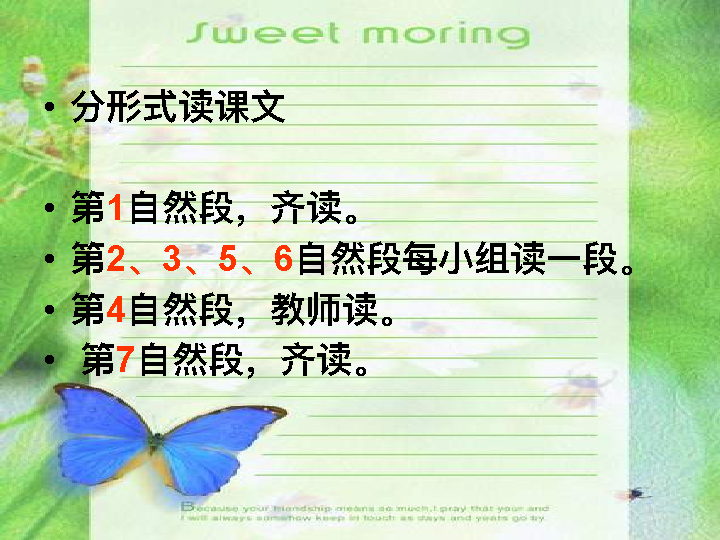 Sweet moring
• 分形式读课文
• 第1自然段，齐读。
• 第2、3、5、6自然段每小组读一段。
• 第4自然段，教师读。
• 第7自然段，齐读。
Because your friendship means so much,I pray that your and
I will always somehow keep in touch as days and years go by.